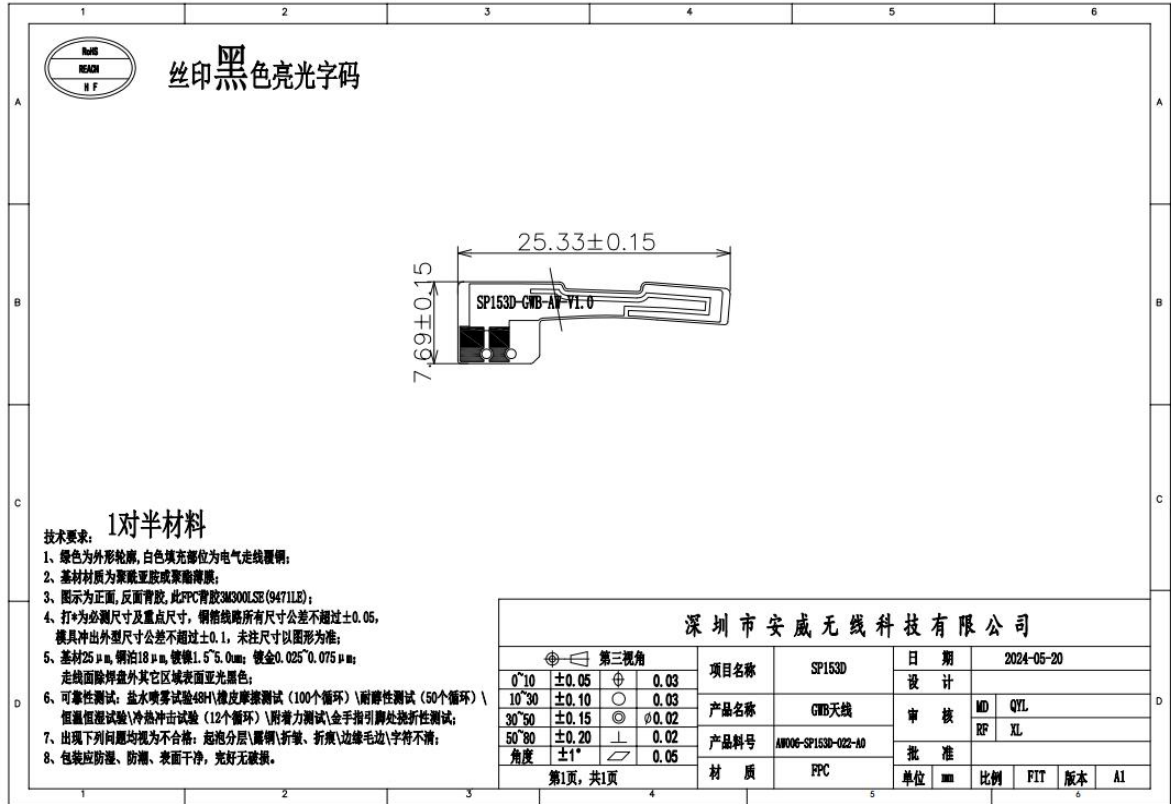 1 2 3 4 5 6
RoHS
REACH
H F
丝印黑色亮光字码
A A
25.33±0.15
7.69±0.15
SP153D-GWB-AW-V1.0
B B
C C
1对半材料
技术要求:
1、绿色为外形轮廓,白色填充部位为电气走线覆铜;
2、基材材质为聚酰亚胺或聚酯薄膜;
3、图示为正面,反面背胶,此FPC背胶3M300LSE(9471LE);
4、打*为必测尺寸及重点尺寸, 铜箔线路所有尺寸公差不超过±0.05,
模具冲出外型尺寸公差不超过±0.1, 未注尺寸以图形为准;
5、基材25μm,铜泊18μm,镀镍1.5~5.0um; 镀金0.025~0.075μm;
走线面除焊盘外其它区域表面亚光黑色;
6、可靠性测试: 盐水喷雾试验48H\橡皮摩擦测试(100个循环)\耐醇性测试(50个循环)\
恒温恒湿试验\冷热冲击试验(12个循环)\附着力测试\金手指引脚处挠折性测试;
7、出现下列问题均视为不合格: 起泡分层\露铜\折皱、折痕\边缘毛边\字符不清;
8、包装应防湿、防潮、表面干净, 完好无破损。
D D
深圳市安威无线科技有限公司
第三视角
0~10 ±0.05 0.03
10~30 ±0.10 0.03
30~50 ±0.15 ϕ0.02
50~80 ±0.20 0.02
角度 ±1° 0.05
第1页, 共1页
项目名称 SP153D
产品名称 GWB天线
产品料号 AW006-SP153D-022-A0
材 质 FPC
日 期 2024-05-20
设 计
审 核 MD QYL
RF XL
批 准
单位 mm 比例 FIT 版本 A1
1 2 3 4 5 6